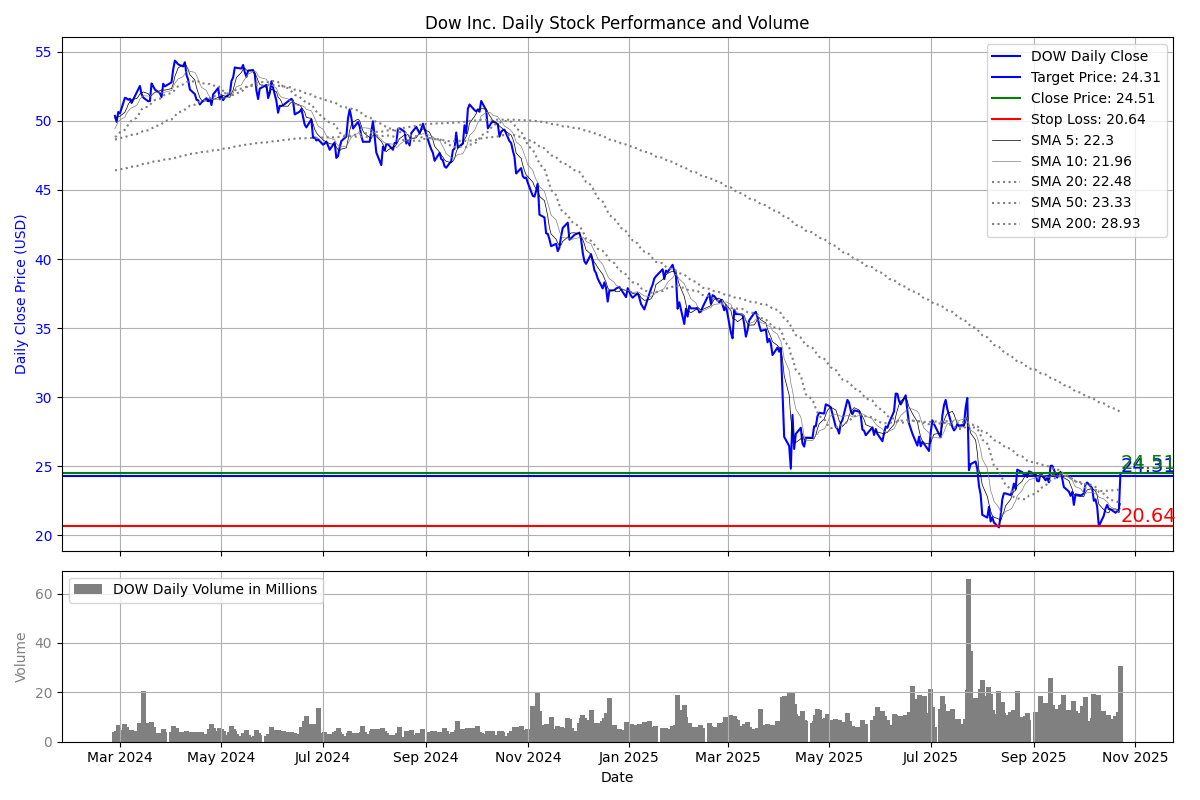 Dow Inc. Daily Stock Performance and Volume
Daily Close Price (USD)
55
50
45
40
35
30
25
20
DOW Daily Close
Target Price: 24.31
Close Price: 24.51
Stop Loss: 20.64
SMA 5: 22.3
SMA 10: 21.96
SMA 20: 22.48
SMA 50: 23.33
SMA 200: 28.93
24.51
24.31
20.64
Volume
60
40
20
0
DOW Daily Volume in Millions
Mar 2024
May 2024
Jul 2024
Sep 2024
Nov 2024
Jan 2025
Mar 2025
May 2025
Jul 2025
Sep 2025
Nov 2025
Date